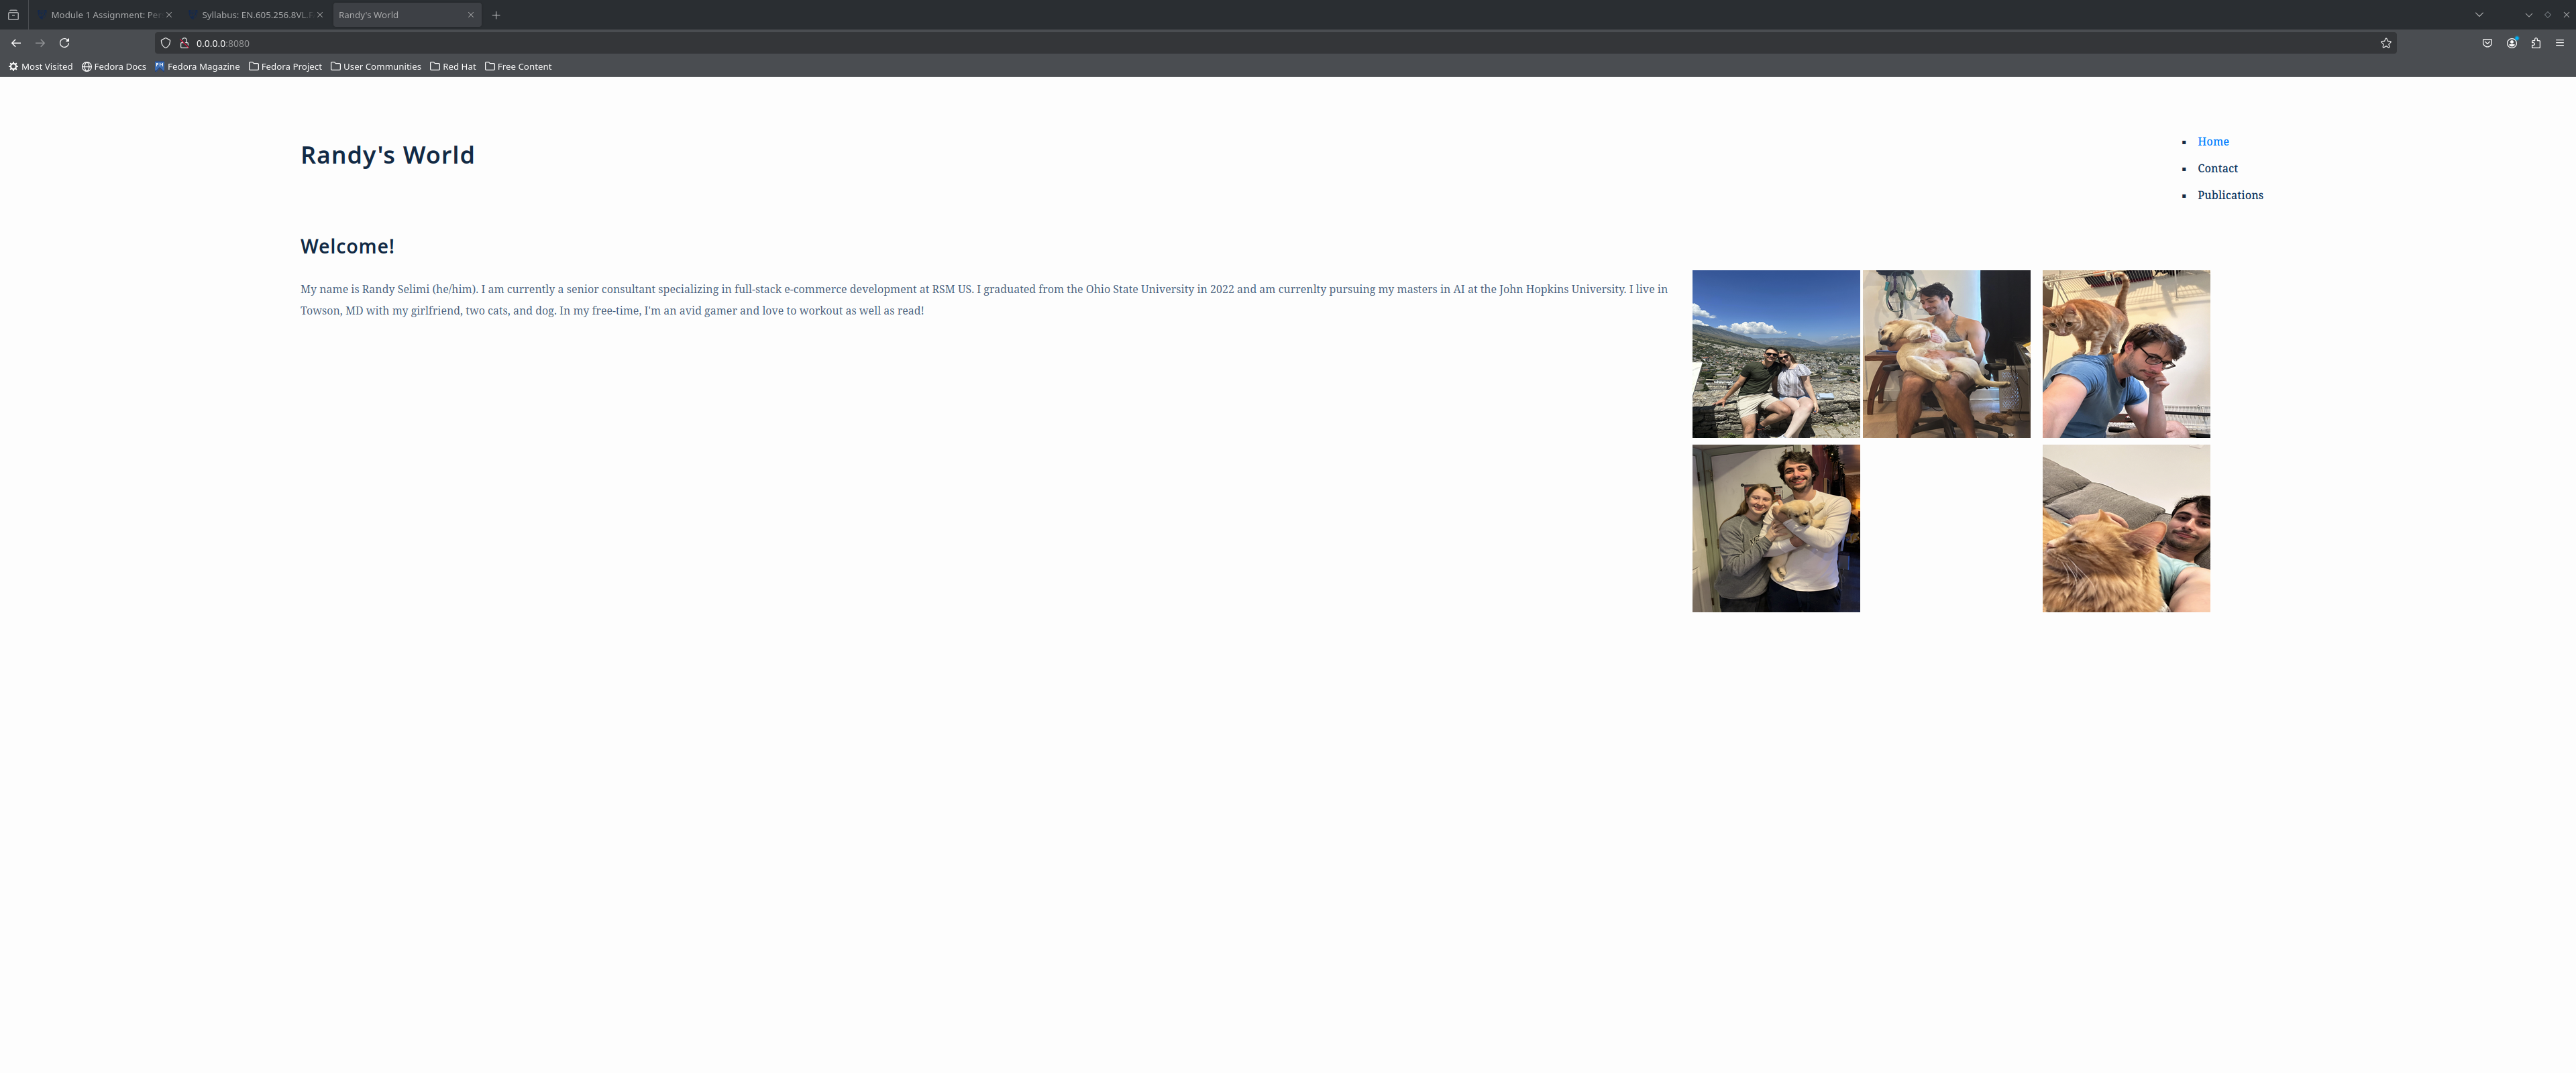 Module 1 Assignment: Per
Syllabus: EN.605.256.8VL.F
Randy's World
0.0.0.0:8080
Most Visited
Fedora Docs
Fedora Magazine
Fedora Project
User Communities
Red Hat
Free Content
Randy's World
Home
Contact
Publications
Welcome!
My name is Randy Selimi (he/him). I am currently a senior consultant specializing in full-stack e-commerce development at RSM US. I graduated from the Ohio State University in 2022 and am currenlty pursuing my masters in AI at the John Hopkins University. I live in
Towson, MD with my girlfriend, two cats, and dog. In my free-time, I'm an avid gamer and love to workout as well as read!